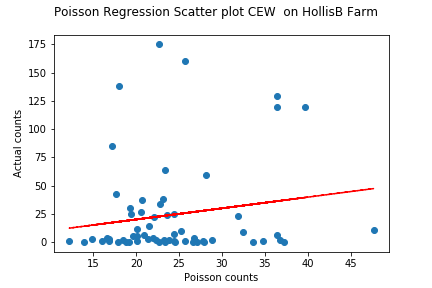 Poisson Regression Scatter plot CEW  on HollisB Farm
175
150
125
100
75
50
25
0
Actual counts
15 20 25 30 35 40 45
Poisson counts